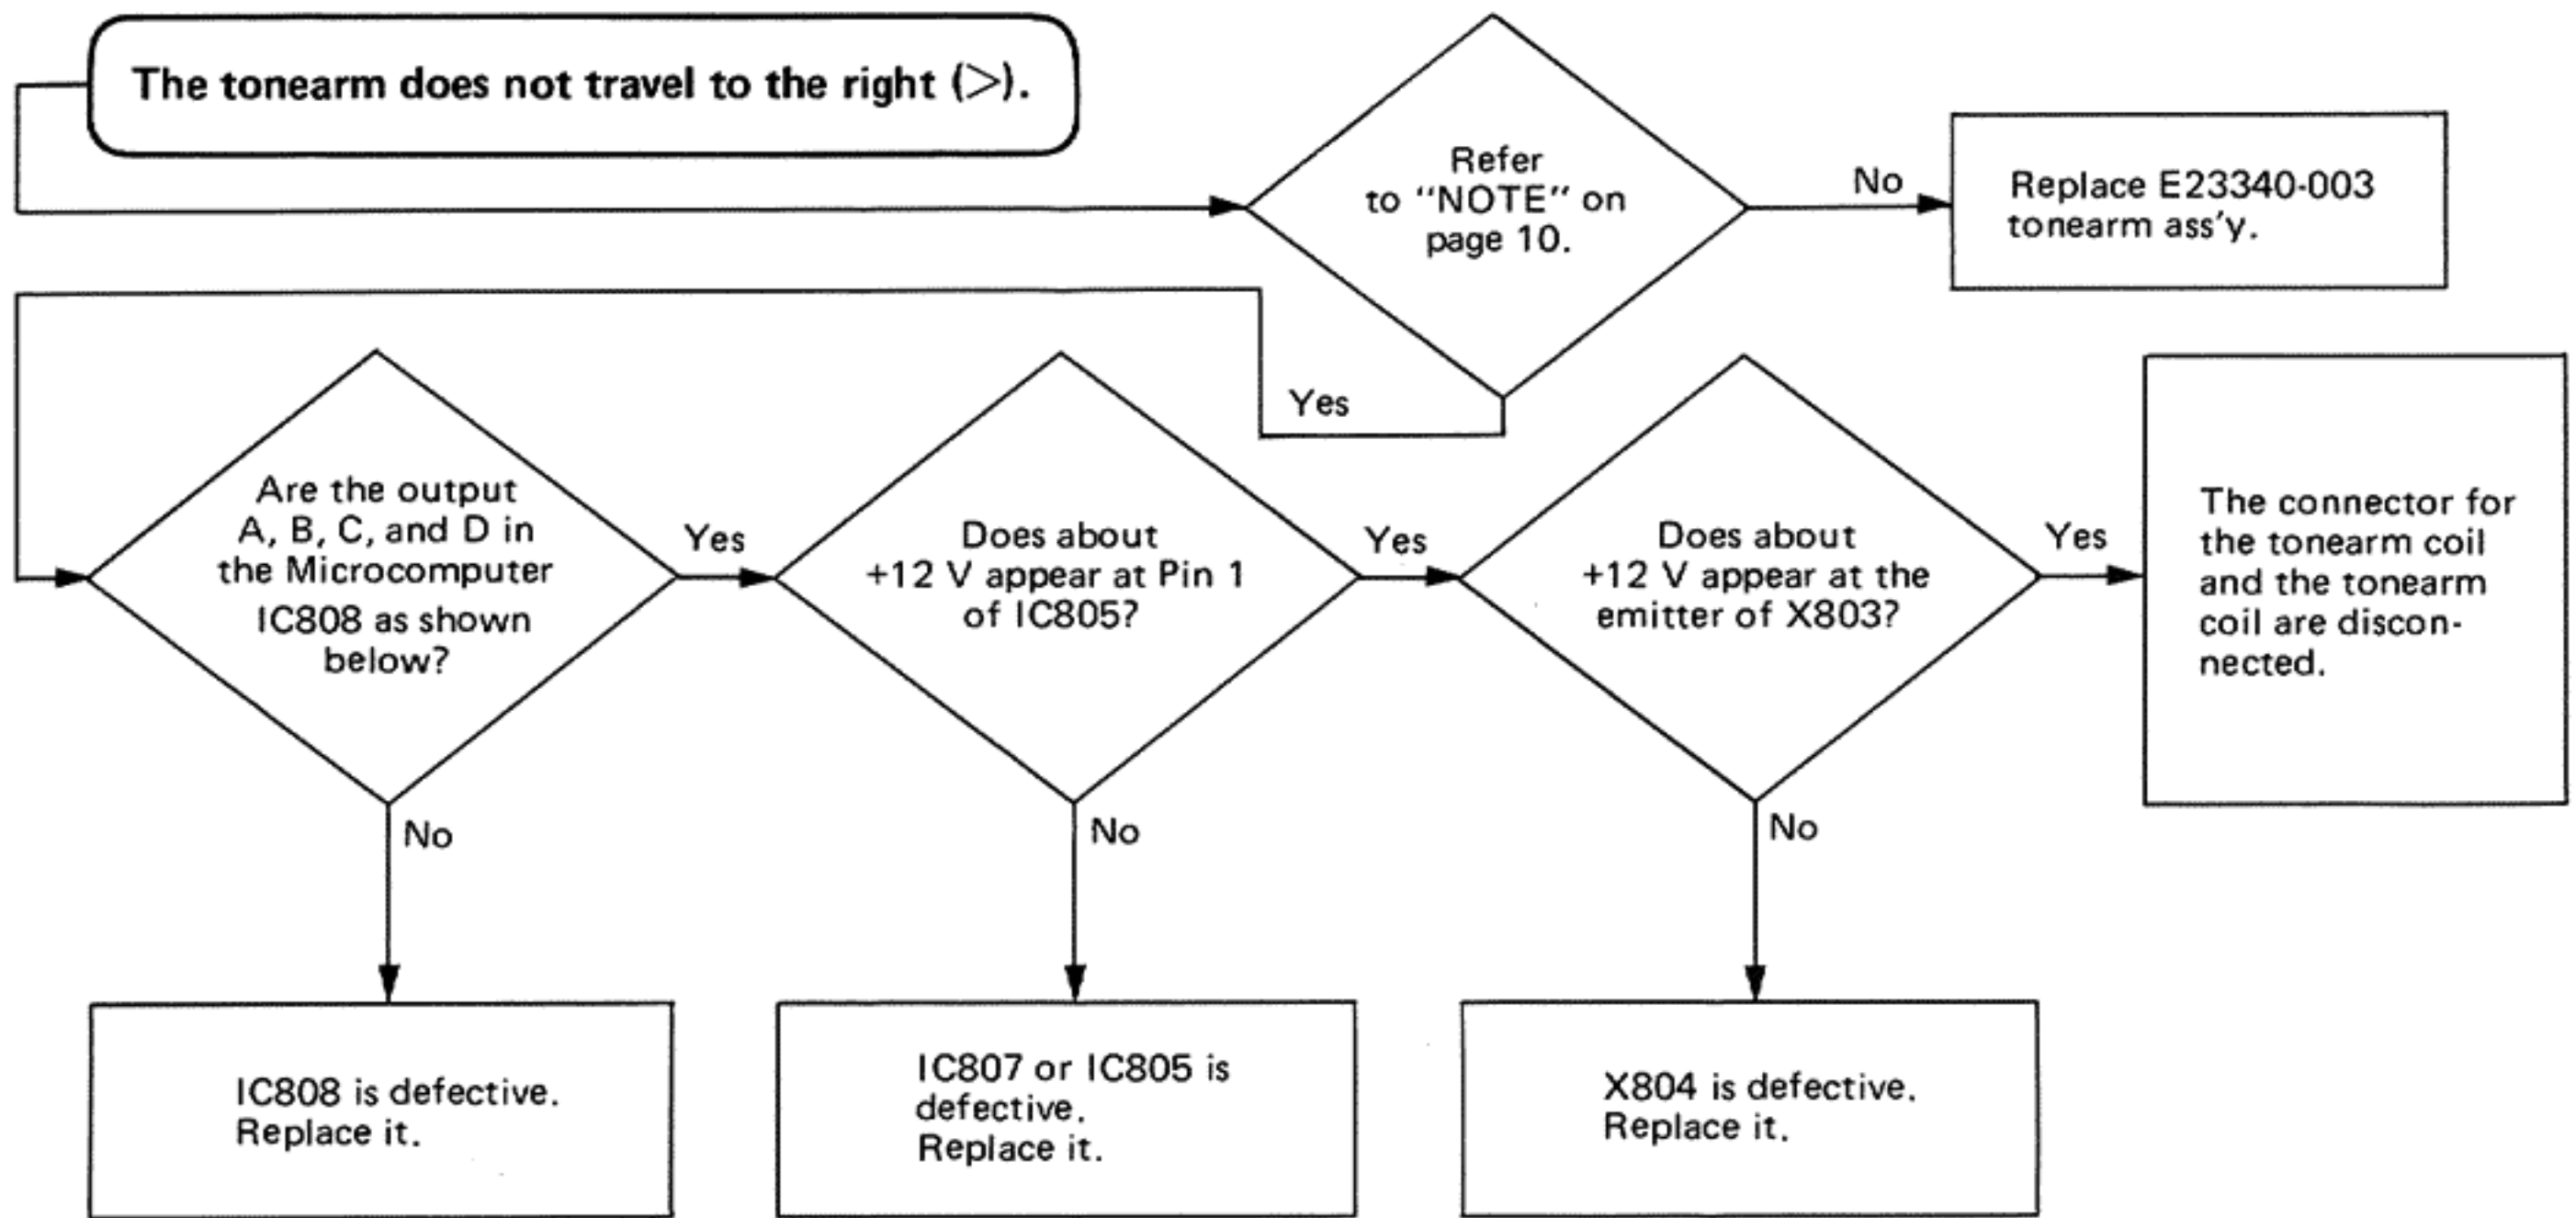 The tonearm does not travel to the right (>).
Refer
to “NOTE” on
page 10.
No
Replace E23340-003
tonearm ass'y.
Yes
Are the output
A, B, C, and D in
the Microcomputer
IC808 as shown
below?
Yes
Does about
+12 V appear at Pin 1
of IC805?
Yes
Does about
+12 V appear at the
emitter of X803?
Yes
The connector for
the tonearm coil
and the tonearm
coil are discon-
nected.
No
No
No
IC808 is defective.
Replace it.
IC807 or IC805 is
defective.
Replace it.
X804 is defective.
Replace it.